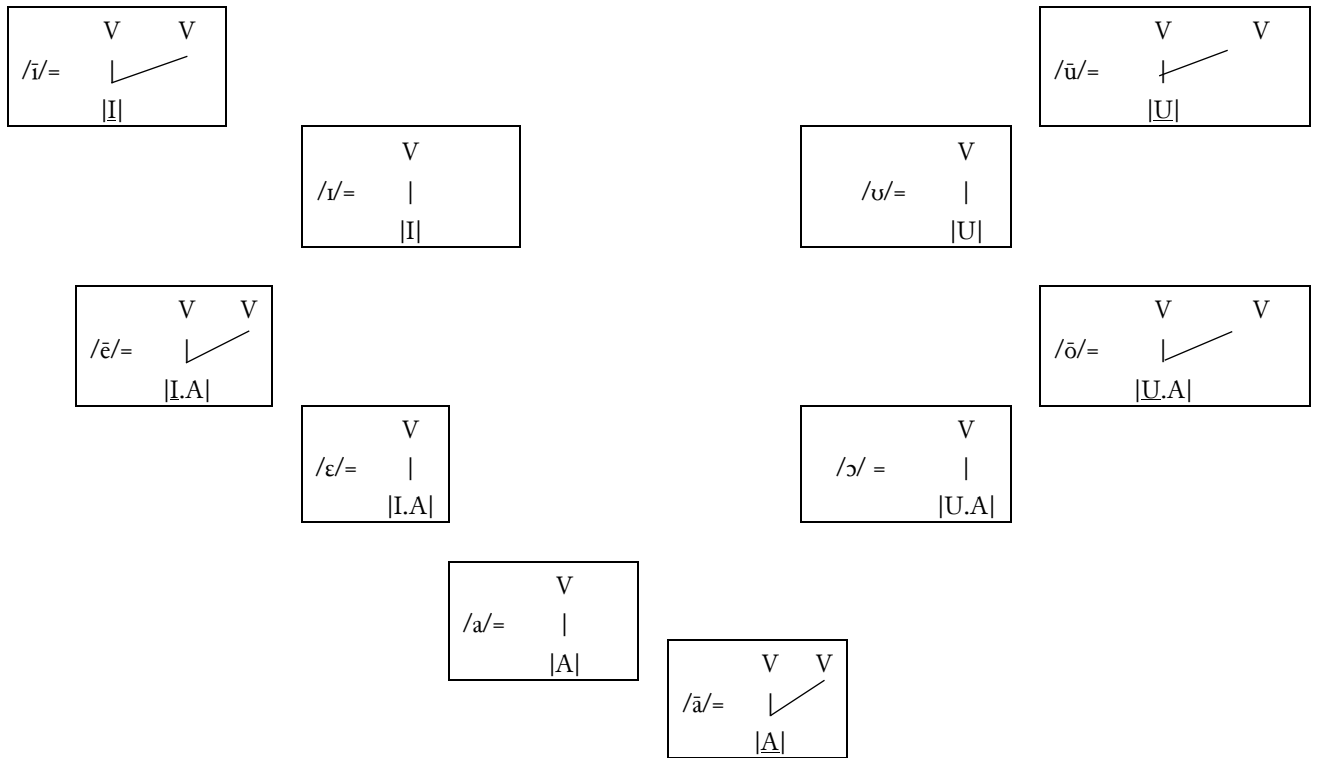 V V
/ī/=
|I|
V V
/ū/=
|U|
V
/ɪ/= |
|I|
V
/ʊ/= |
|U|
V V
/ē/=
|I.A|
V V
/ō/=
|U.A|
V
/ɛ/= |
|I.A|
V
/ɔ/ = |
|U.A|
V
/a/= |
|A|
V V
/ā/=
|A|